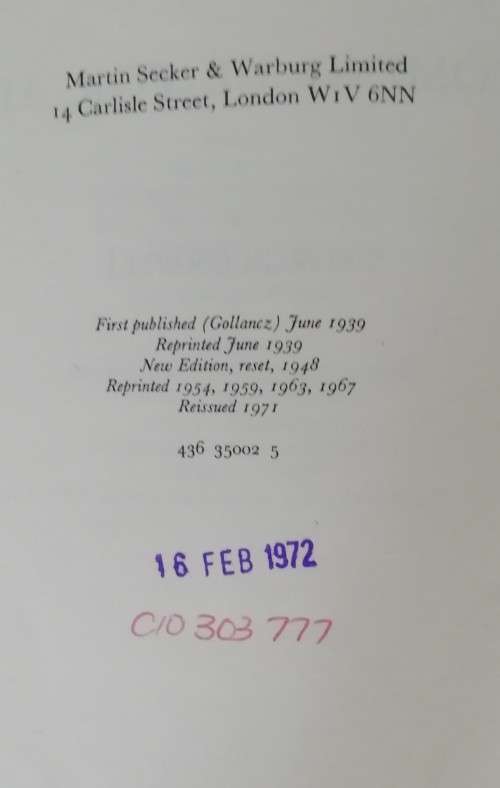 Martin Secker & Warburg Limited
14 Carlisle Street, London W1V 6NN
First published (Gollancz) June 1939
Reprinted June 1939
New Edition, reset, 1948
Reprinted 1954, 1959, 1963, 1967
Reissued 1971
436 35002 5
16 FEB 1972
C10 303 777